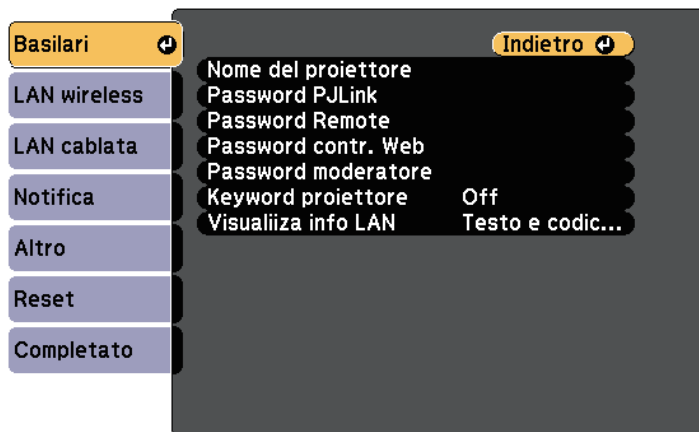 Basilari
Indietro
Nome del proiettore
LAN wireless
Password PJLink
Password Remote
LAN cablata
Password contr. Web
Password moderatore
Notifica
Keyword proiettore Off
Visualiiza info LAN Testo e codic...
Altro
Reset
Completato